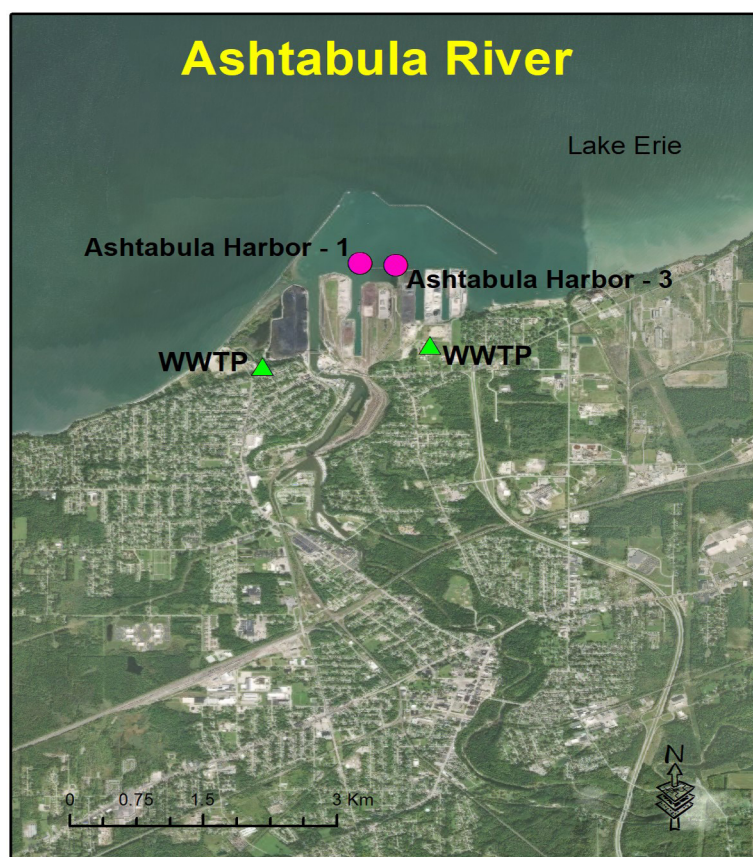 Ashtabula River
Lake Erie
Ashtabula Harbor - 1
Ashtabula Harbor - 3
WWTP
WWTP
N
0 0.75 1.5 3 Km